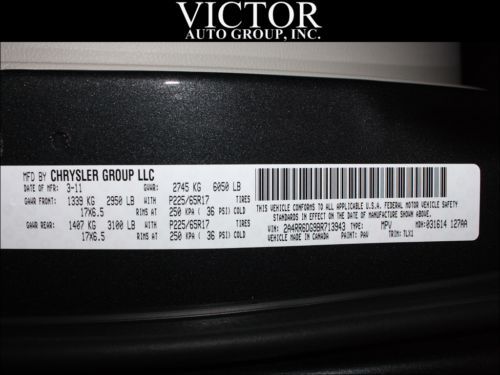 VICTOR
AUTO GROUP, INC.
MFD BY CHRYSLER GROUP LLC
DATE OF MFR 3-11 GVWR: 2745 KG 6050 LB
GAWR FRONT: 1339 KG 2950 LB WITH P225/65R17 TIRES
17X6.5 RIMS AT 250 KPA ( 36 PSI) COLD
GAWR REAR: 1407 KG 3100 LB WITH P225/65R17 TIRES
17X6.5 RIMS AT 250 KPA ( 36 PSI) COLD
THIS VEHICLE CONFORMS TO ALL APPLICABLE U.S.A. FEDERAL MOTOR VEHICLE SAFETY
STANDARDS IN EFFECT ON THE DATE OF MANUFACTURE SHOWN ABOVE
VIN: 2A4RR6DG9BR713943 TYPE: MPV MDH: 031614 127AA
VEHICLE MADE IN CANADA PAINT: PAV TRIM: TLX1